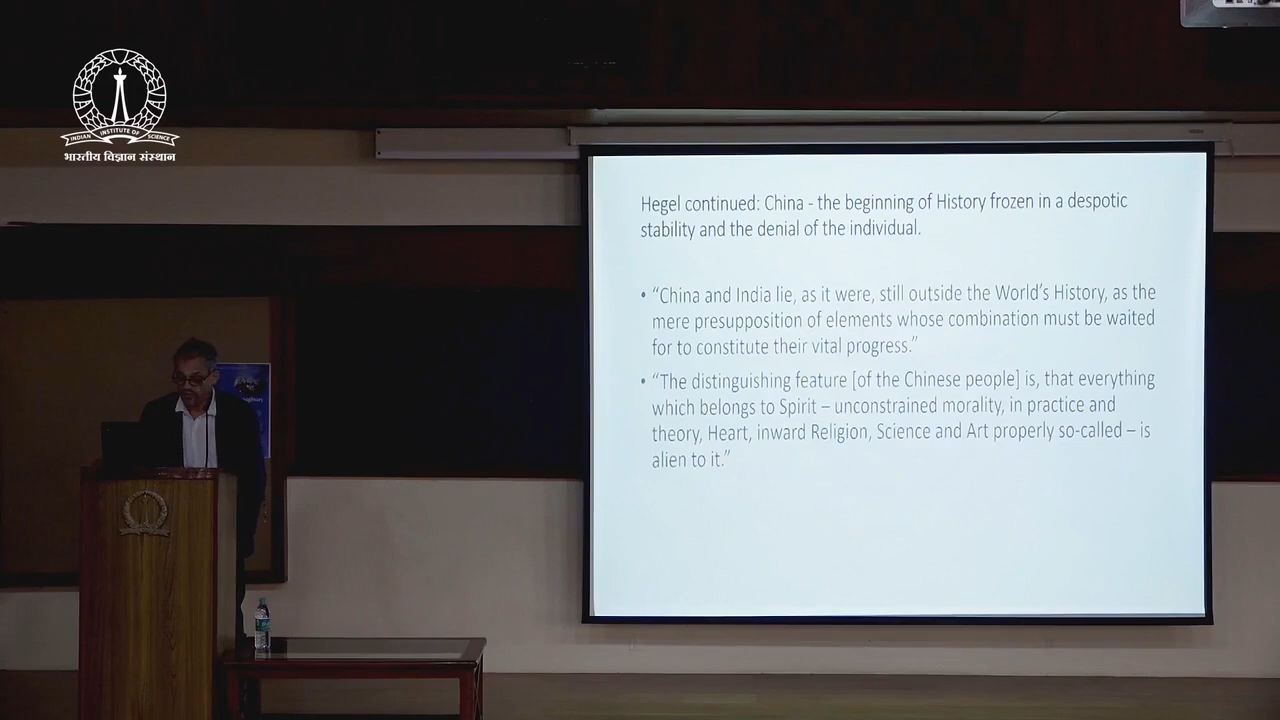 INDIAN INSTITUTE OF SCIENCE
भारतीय विज्ञान संस्थान
Hegel continued: China - the beginning of History frozen in a despotic
stability and the denial of the individual.
• “China and India lie, as it were, still outside the World’s History, as the
mere presupposition of elements whose combination must be waited
for to constitute their vital progress.”
• “The distinguishing feature [of the Chinese people] is, that everything
which belongs to Spirit – unconstrained morality, in practice and
theory, Heart, inward Religion, Science and Art properly so-called – is
alien to it.”